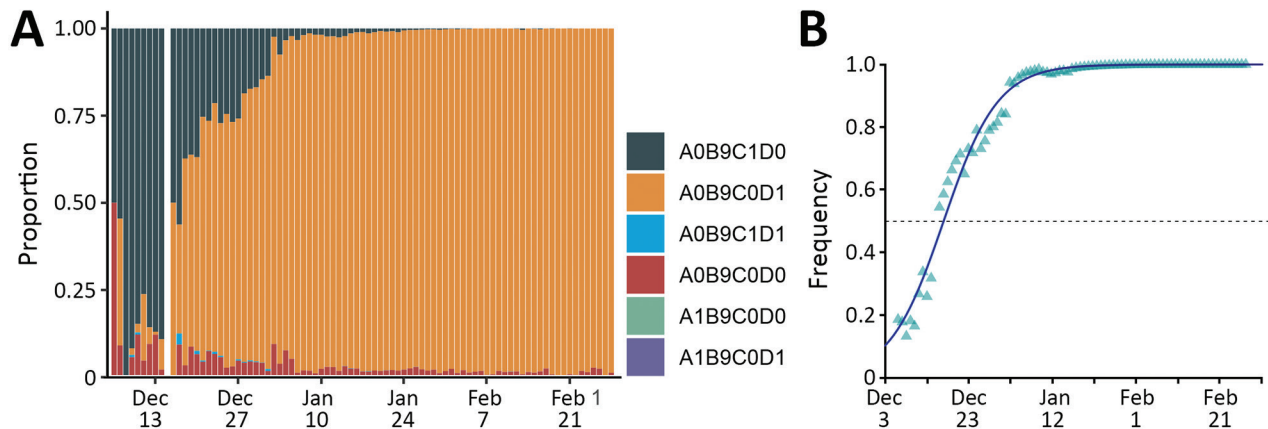 A
Proportion
1.00
0.75
0.50
0.25
0
Dec
13
Dec
27
Jan
10
Jan
24
Feb
7
Feb 1
21
A0B9C1D0
A0B9C0D1
A0B9C1D1
A0B9C0D0
A1B9C0D0
A1B9C0D1
B
Frequency
1.0
0.8
0.6
0.4
0.2
0
Dec
3
Dec
23
Jan
12
Feb
1
Feb
21